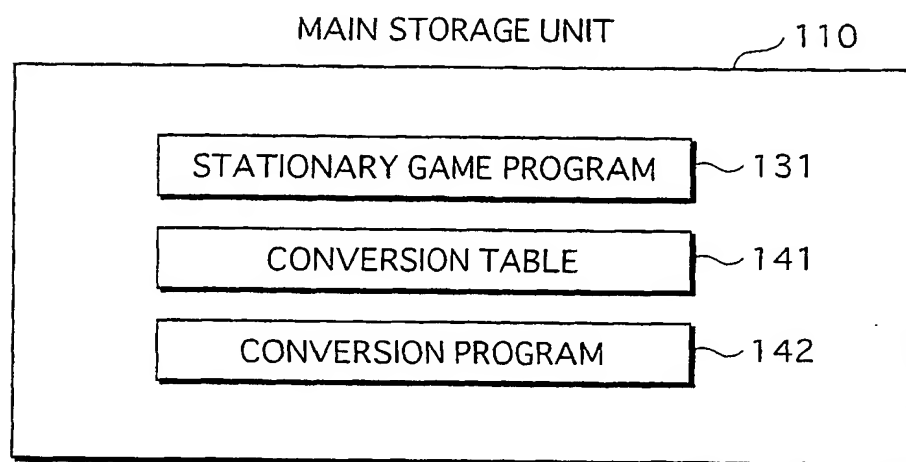 MAIN STORAGE UNIT
110
STATIONARY GAME PROGRAM 131
CONVERSION TABLE 141
CONVERSION PROGRAM 142